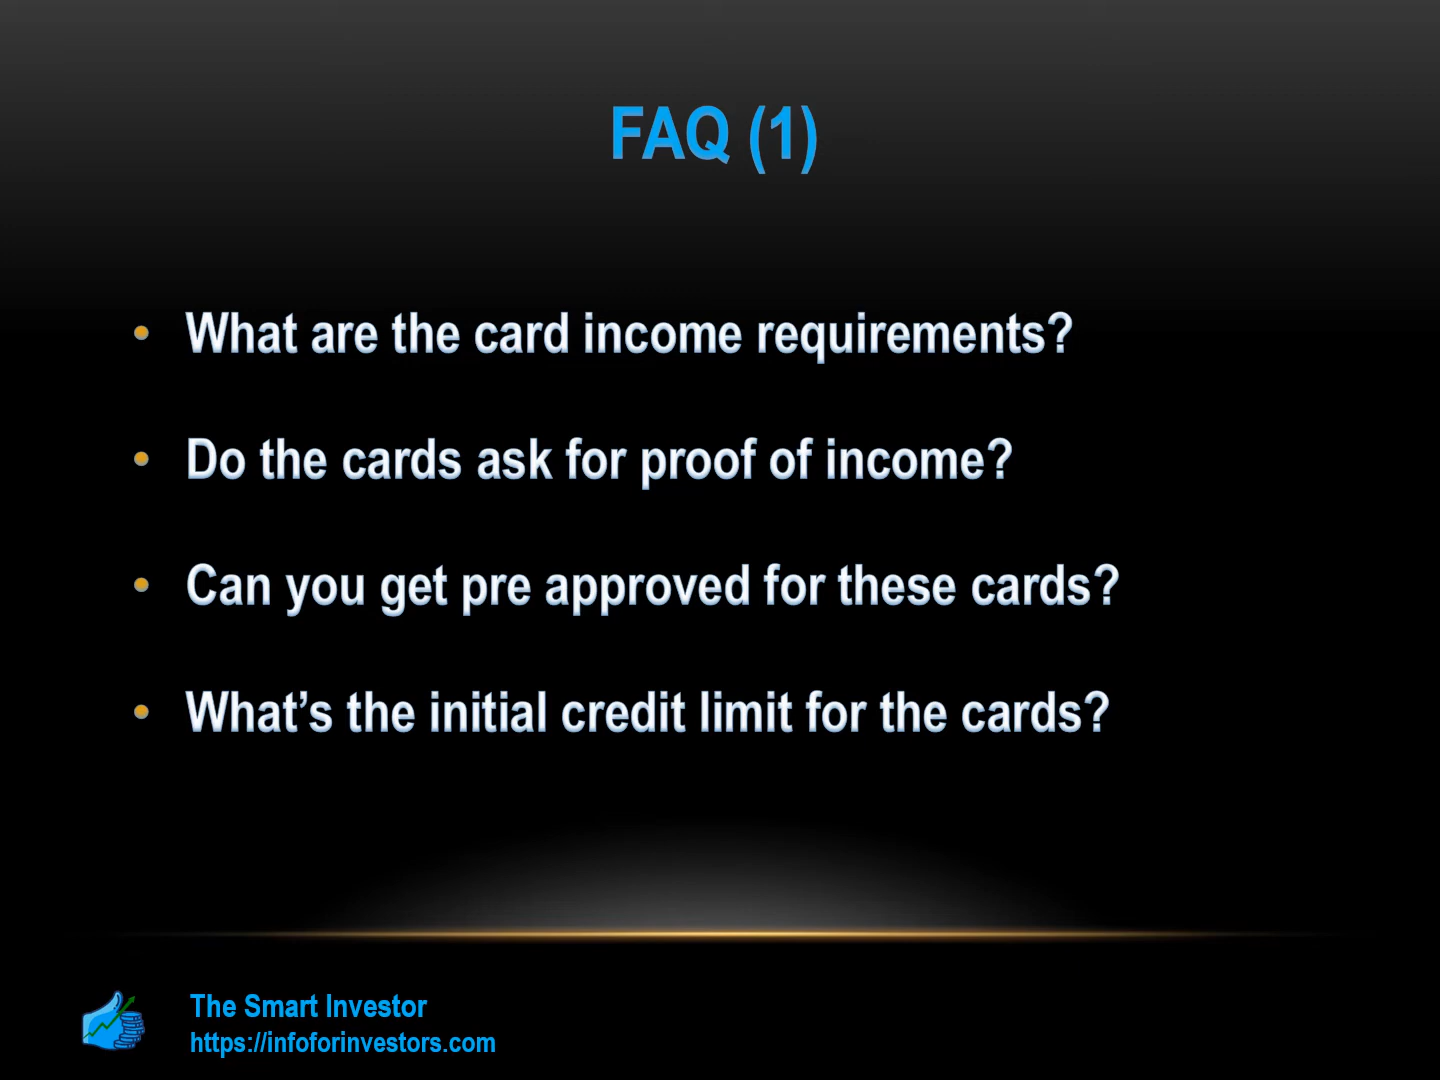 FAQ (1)
• What are the card income requirements?
• Do the cards ask for proof of income?
• Can you get pre approved for these cards?
• What’s the initial credit limit for the cards?
The Smart Investor
https://infoforinvestors.com